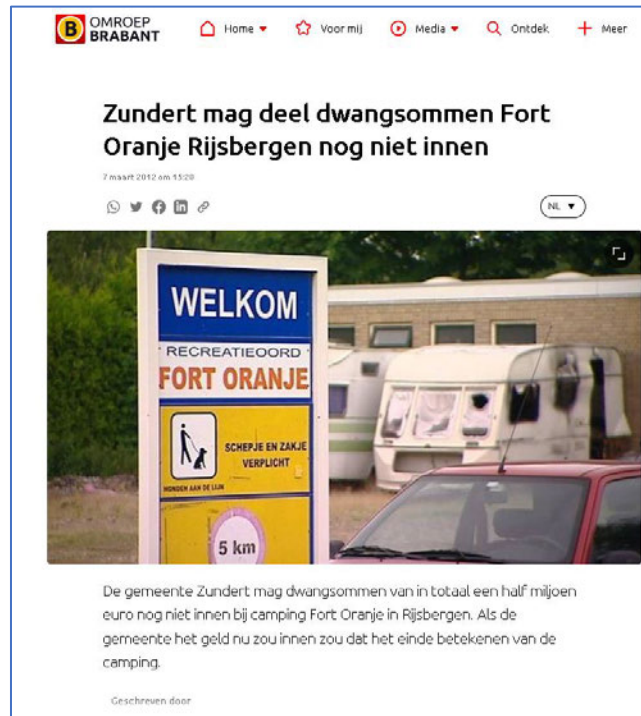 B OMROEP
BRABANT
Home
Voor mij
Media
Ontdek
Meer
Zundert mag deel dwangsommen Fort
Oranje Rijsbergen nog niet innen
7 maart 2012 om 15:20
NL
WELKOM
RECREATIEOORD
FORT ORANJE
SCHEPJE EN ZAKJE
VERPLICHT
HONDEN AAN DE LIJN
5 km
De gemeente Zundert mag dwangsommen van in totaal een half miljoen
euro nog niet innen bij camping Fort Oranje in Rijsbergen. Als de
gemeente het geld nu zou innen zou dat het einde betekenen van de
camping.
Geschreven door